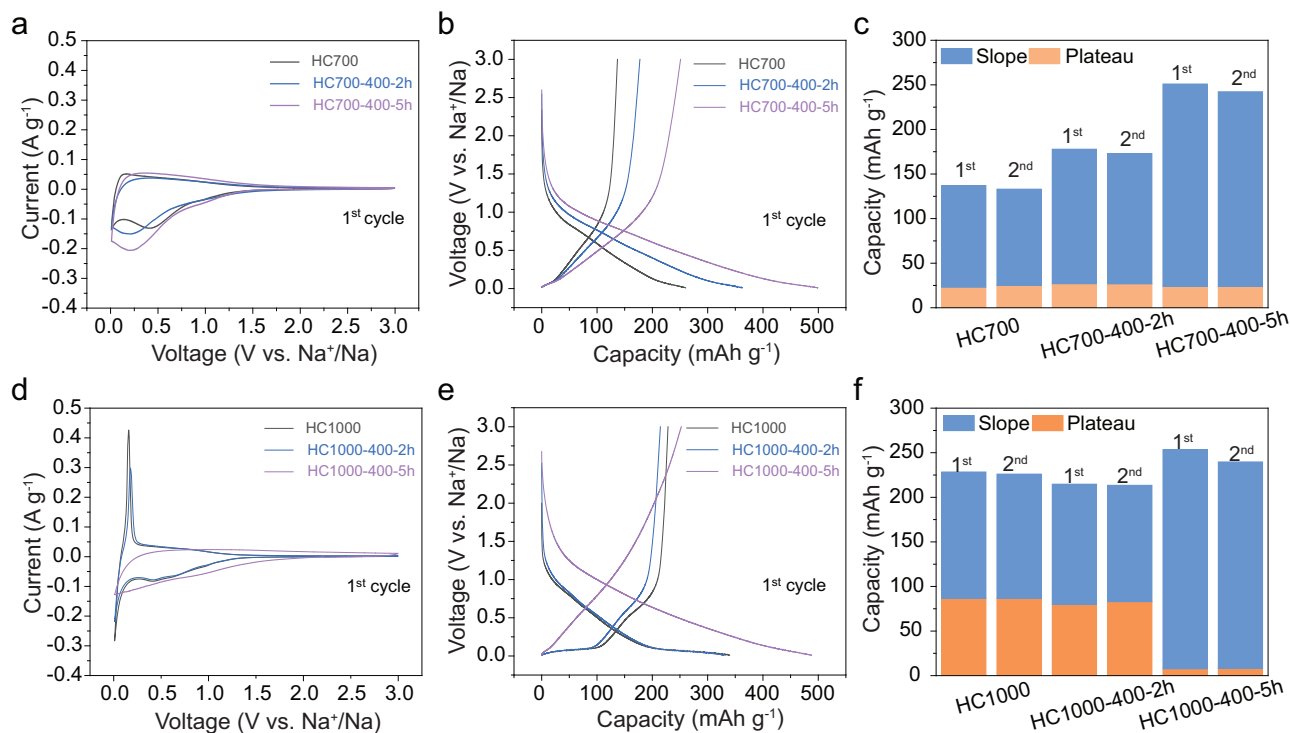 a
0.5
0.4
0.3
0.2
0.1
0.0
-0.1
-0.2
-0.3
-0.4
Current (A g⁻¹)
HC700
HC700-400-2h
HC700-400-5h
1ˢᵗ cycle
0.0 0.5 1.0 1.5 2.0 2.5 3.0
Voltage (V vs. Na⁺/Na)
b
3.0
2.5
2.0
1.5
1.0
0.5
0.0
Voltage (V vs. Na⁺/Na)
HC700
HC700-400-2h
HC700-400-5h
1ˢᵗ cycle
0 100 200 300 400 500
Capacity (mAh g⁻¹)
c
300
250
200
150
100
50
0
Capacity (mAh g⁻¹)
Slope Plateau
1ˢᵗ 2ⁿᵈ 1ˢᵗ 2ⁿᵈ 1ˢᵗ 2ⁿᵈ
HC700 HC700-400-2h HC700-400-5h
d
0.5
0.4
0.3
0.2
0.1
0.0
-0.1
-0.2
-0.3
-0.4
Current (A g⁻¹)
HC1000
HC1000-400-2h
HC1000-400-5h
1ˢᵗ cycle
0.0 0.5 1.0 1.5 2.0 2.5 3.0
Voltage (V vs. Na⁺/Na)
e
3.0
2.5
2.0
1.5
1.0
0.5
0.0
Voltage (V vs. Na⁺/Na)
HC1000
HC1000-400-2h
HC1000-400-5h
1ˢᵗ cycle
0 100 200 300 400 500
Capacity (mAh g⁻¹)
f
300
250
200
150
100
50
0
Capacity (mAh g⁻¹)
Slope Plateau
1ˢᵗ 2ⁿᵈ 1ˢᵗ 2ⁿᵈ 1ˢᵗ 2ⁿᵈ
HC1000 HC1000-400-2h HC1000-400-5h